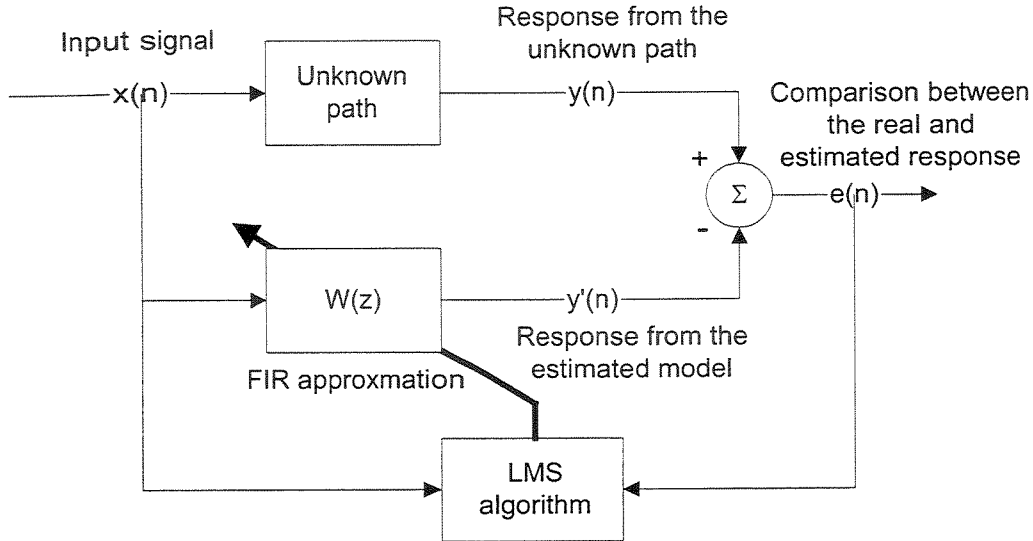 Input signal
x(n)
Unknown
path
Response from the
unknown path
y(n)
Comparison between
the real and
estimated response
+
-
Σ
e(n)
W(z)
FIR approxmation
y'(n)
Response from the
estimated model
LMS
algorithm